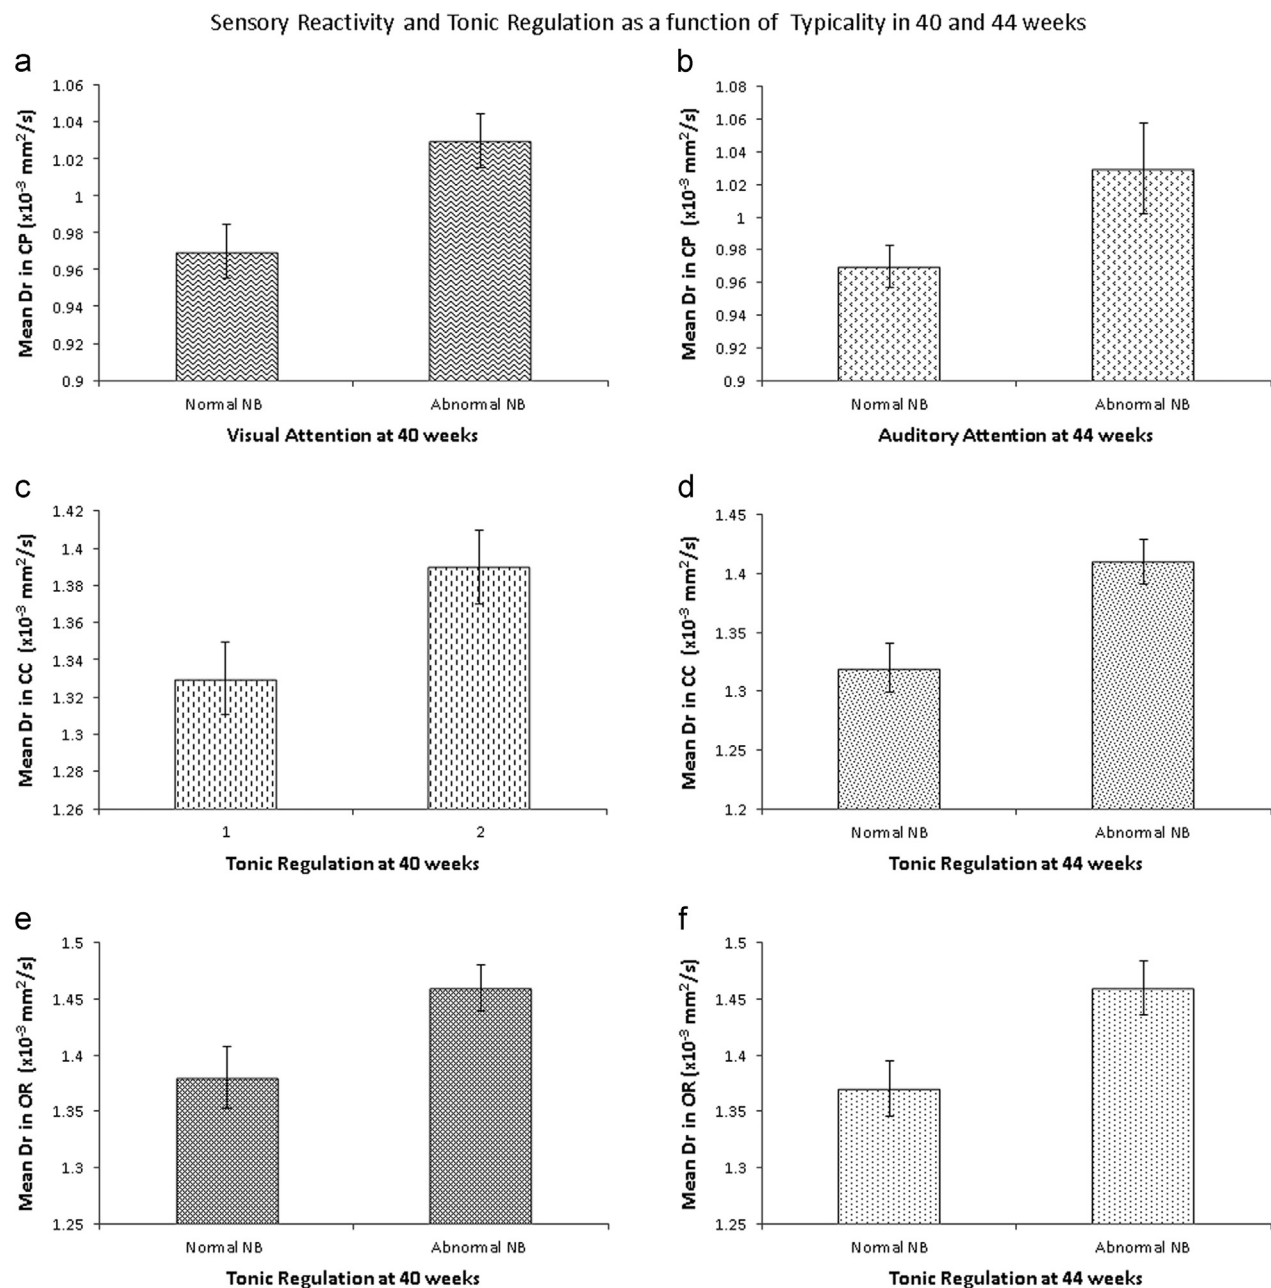 Sensory Reactivity and Tonic Regulation as a function of Typicality in 40 and 44 weeks
a
Mean Dr in CP (x10⁻³ mm²/s)
1.06
1.04
1.02
1
0.98
0.96
0.94
0.92
0.9
Normal NB Abnormal NB
Visual Attention at 40 weeks
b
Mean Dr in CP (x10⁻³ mm²/s)
1.08
1.06
1.04
1.02
1
0.98
0.96
0.94
0.92
0.9
Normal NB Abnormal NB
Auditory Attention at 44 weeks
c
Mean Dr in CC (x10⁻³ mm²/s)
1.42
1.4
1.38
1.36
1.34
1.32
1.3
1.28
1.26
1 2
Tonic Regulation at 40 weeks
d
Mean Dr in CC (x10⁻³ mm²/s)
1.45
1.4
1.35
1.3
1.25
1.2
Normal NB Abnormal NB
Tonic Regulation at 44 weeks
e
Mean Dr in OR (x10⁻³ mm²/s)
1.5
1.45
1.4
1.35
1.3
1.25
Normal NB Abnormal NB
Tonic Regulation at 40 weeks
f
Mean Dr in OR (x10⁻³ mm²/s)
1.5
1.45
1.4
1.35
1.3
1.25
Normal NB Abnormal NB
Tonic Regulation at 44 weeks